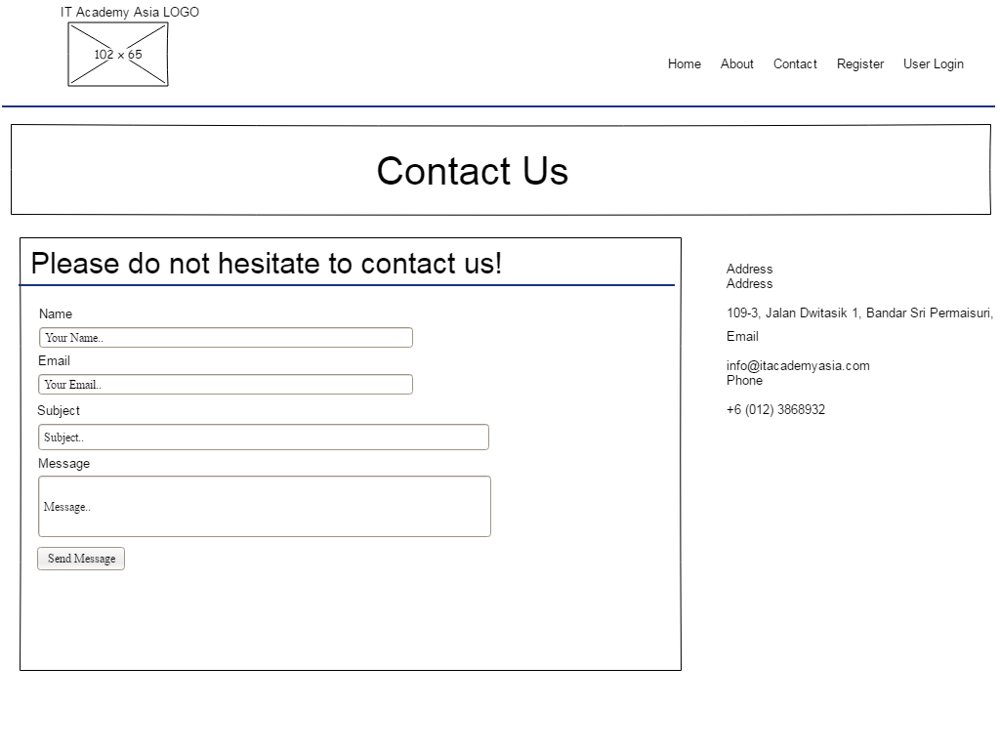 IT Academy Asia LOGO
102 x 65
Home About Contact Register User Login
Contact Us
Please do not hesitate to contact us!
Name
Your Name..
Email
Your Email..
Subject
Subject..
Message
Message..
Send Message
Address
Address
109-3, Jalan Dwitasik 1, Bandar Sri Permaisuri,
Email
info@itacademyasia.com
Phone
+6 (012) 3868932